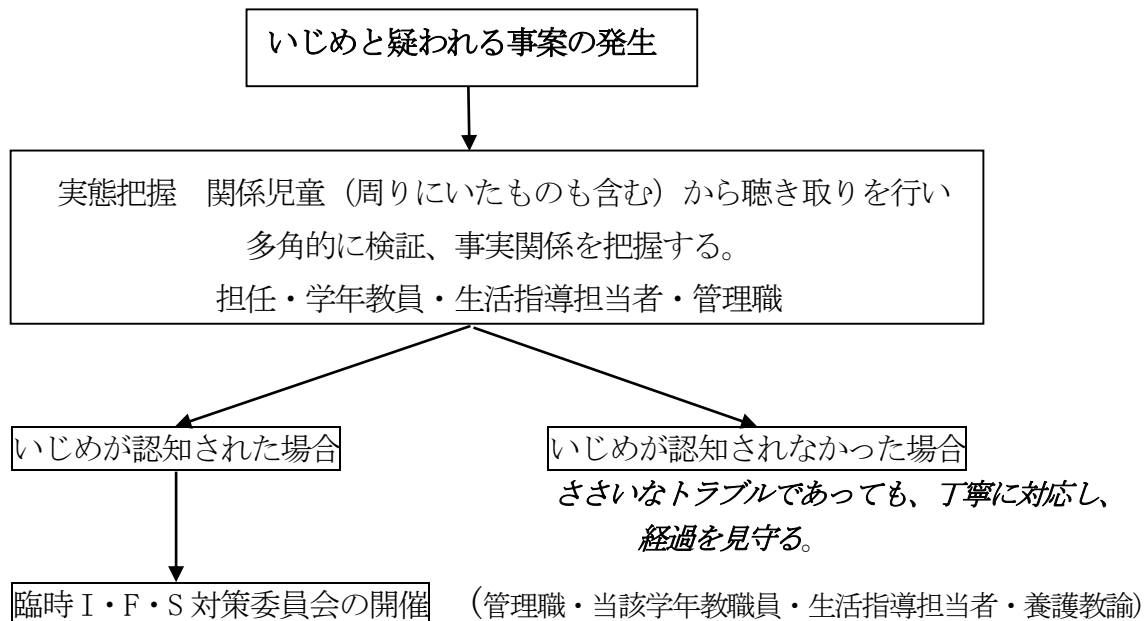 いじめと疑われる事案の発生
実態把握　関係児童（周りにいたものも含む）から聴き取りを行い
多角的に検証、事実関係を把握する。
担任・学年教員・生活指導担当者・管理職
いじめが認知された場合
いじめが認知されなかった場合
ささいなトラブルであっても、丁寧に対応し、
経過を見守る。
臨時Ｉ・Ｆ・Ｓ対策委員会の開催　（管理職・当該学年教職員・生活指導担当者・養護教諭）